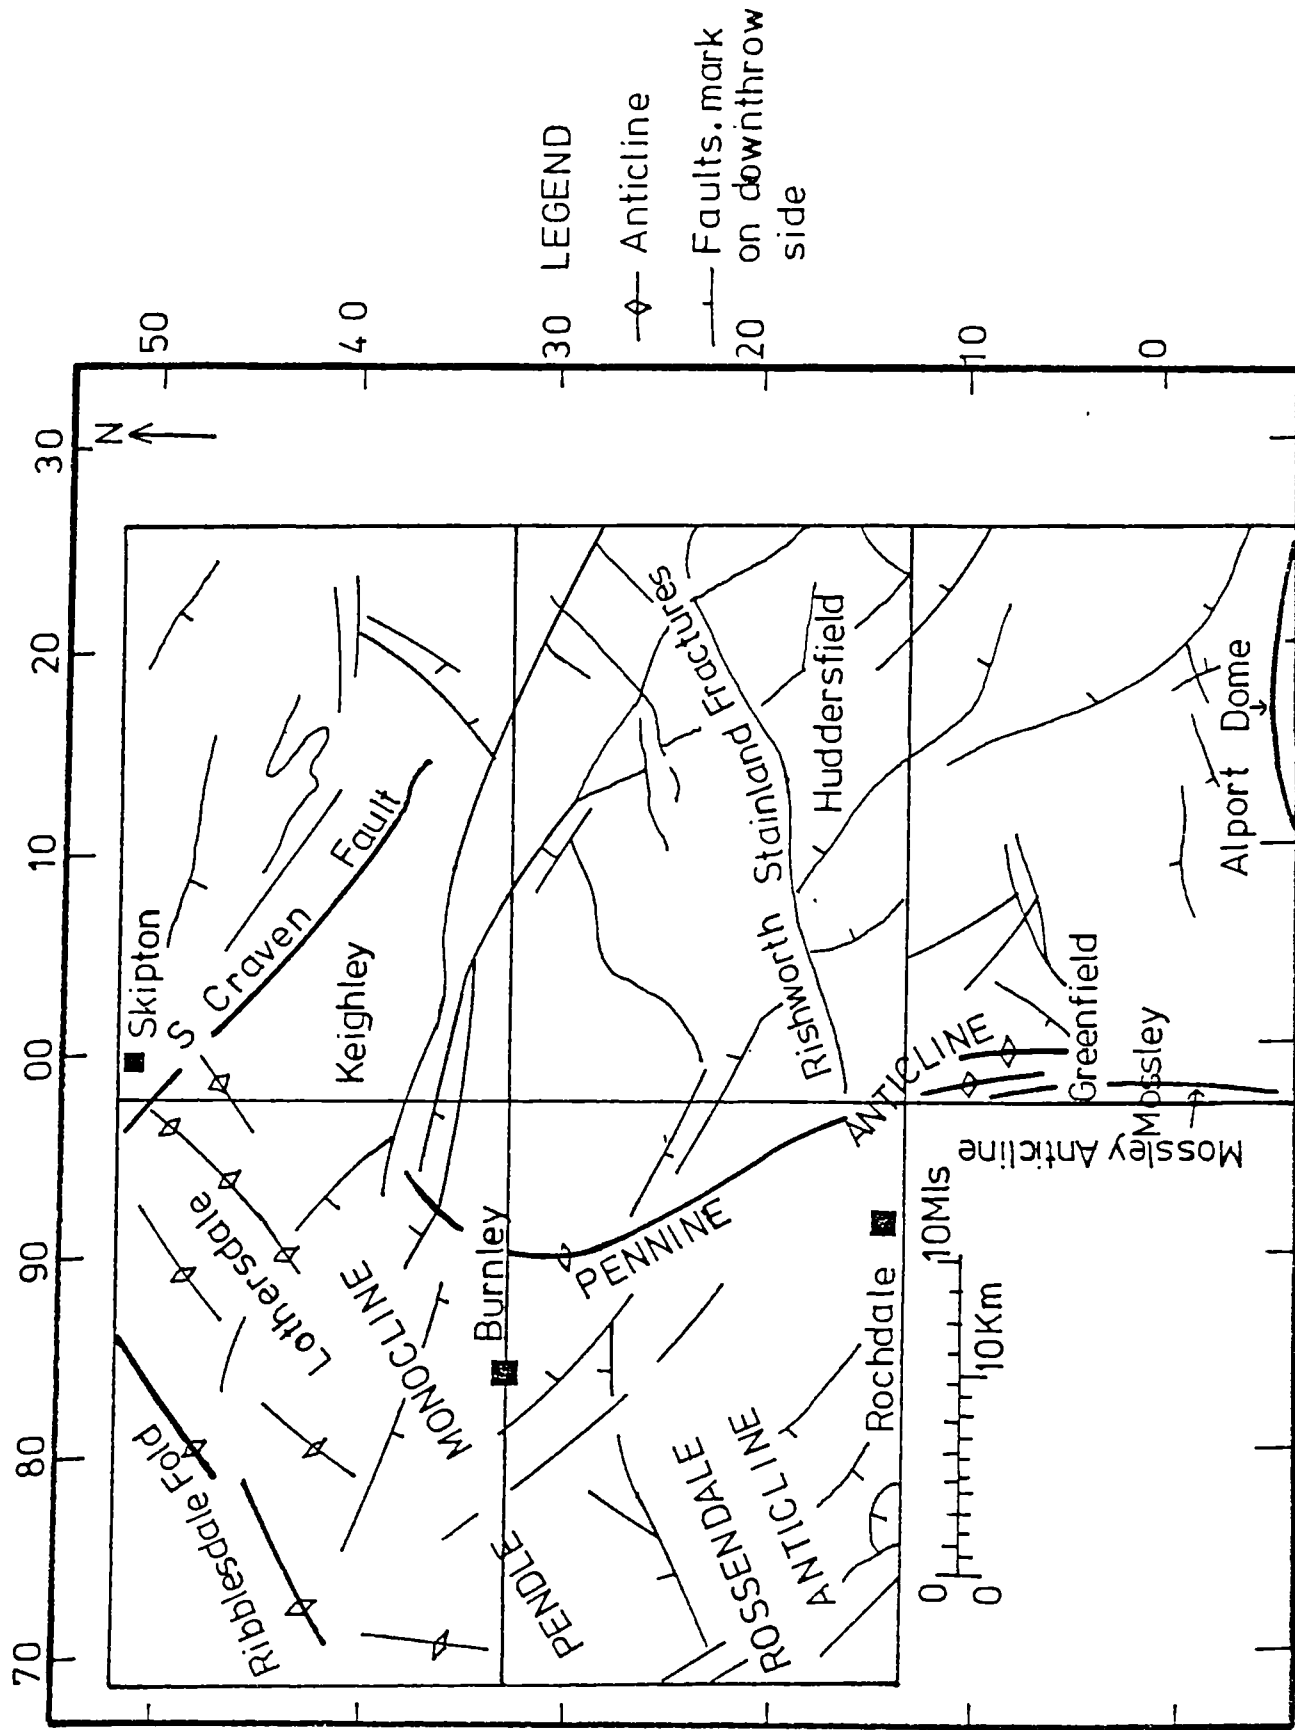 70
80
90
00
10
20
30
N
50
40
30
20
10
0
LEGEND
Anticline
Faults. mark
on downthrow
side
Skipton
S Craven Fault
Keighley
Ribblesdale Fold
Lothersdale
PENDLE MONOCLINE
Burnley
PENNINE ANTICLINE
ROSSENDALE
ANTICLINE
Rochdale
Rishworth Stainland Fractures
Huddersfield
Greenfield
Mossley
Mossley Anticline
Alport Dome
0 10Mls
0 10Km